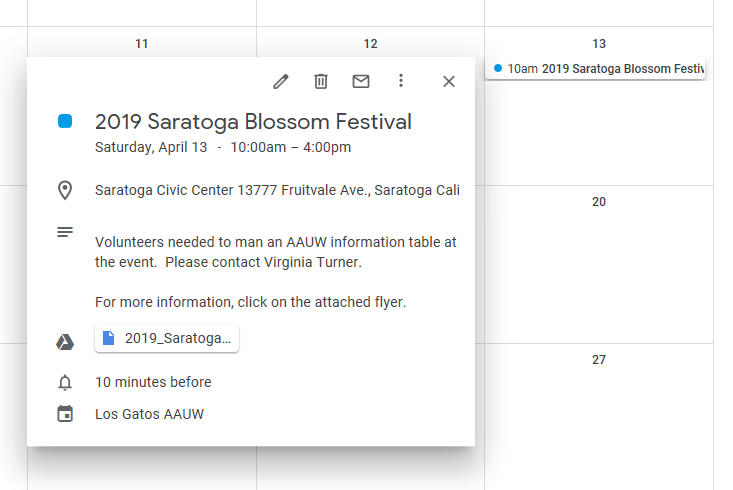 11
12
13
10am 2019 Saratoga Blossom Festiv
2019 Saratoga Blossom Festival
Saturday, April 13 - 10:00am – 4:00pm
Saratoga Civic Center 13777 Fruitvale Ave., Saratoga Cali
Volunteers needed to man an AAUW information table at
the event. Please contact Virginia Turner.
For more information, click on the attached flyer.
2019_Saratoga...
10 minutes before
Los Gatos AAUW
20
27